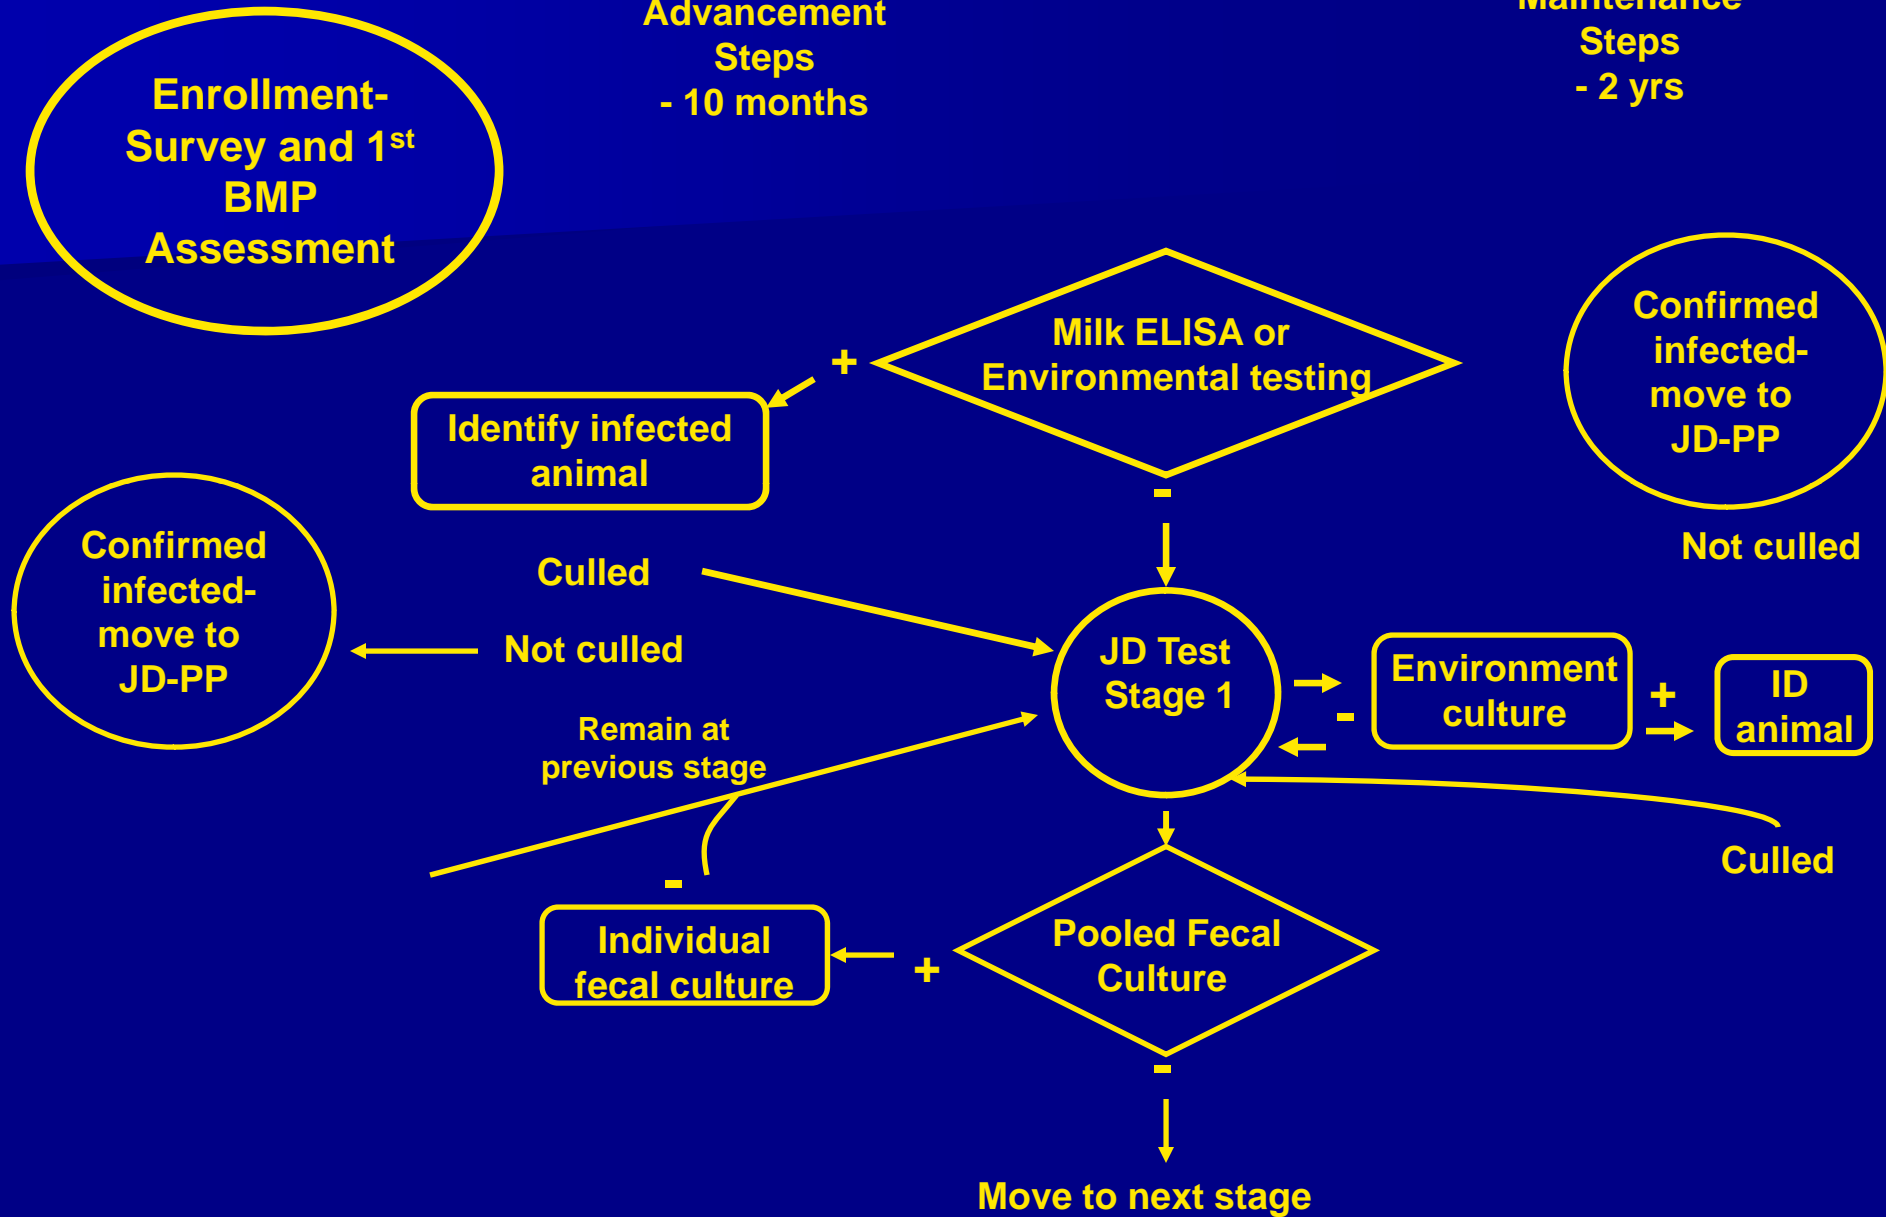 Advancement
Steps
- 10 months
Maintenance
Steps
- 2 yrs
Enrollment-
Survey and 1st
BMP
Assessment
Milk ELISA or
Environmental testing
+
-
Identify infected
animal
Confirmed
infected-
move to
JD-PP
Not culled
Confirmed
infected-
move to
JD-PP
Culled
Not culled
JD Test
Stage 1
Environment
culture
+
-
ID
animal
Remain at
previous stage
Culled
-
Individual
fecal culture
+
Pooled Fecal
Culture
-
Move to next stage